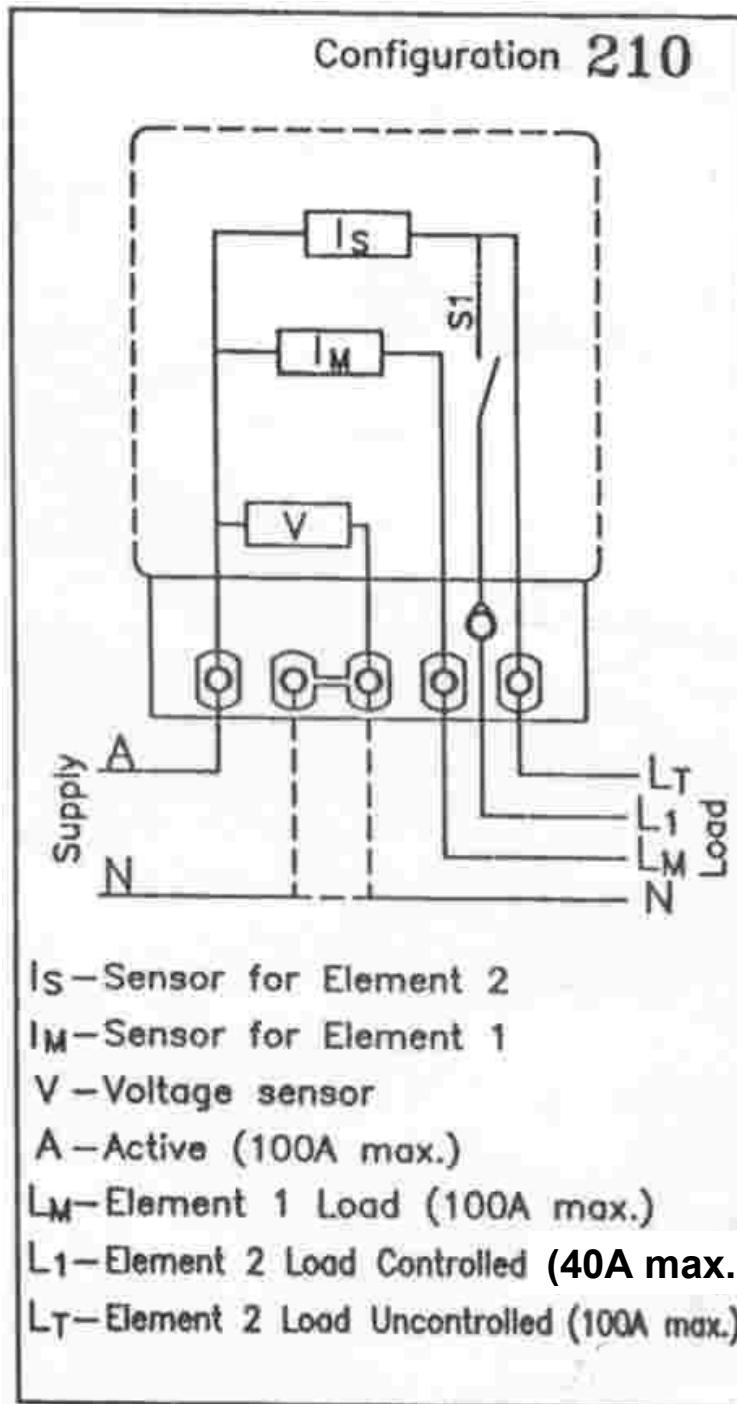 Configuration 210
IS
S1
IM
V
A
Supply
N
LT
L1
LM
Load
N
IS–Sensor for Element 2
IM–Sensor for Element 1
V –Voltage sensor
A –Active (100A max.)
LM–Element 1 Load (100A max.)
L1–Element 2 Load Controlled (40A max.
LT–Element 2 Load Uncontrolled (100A max.)